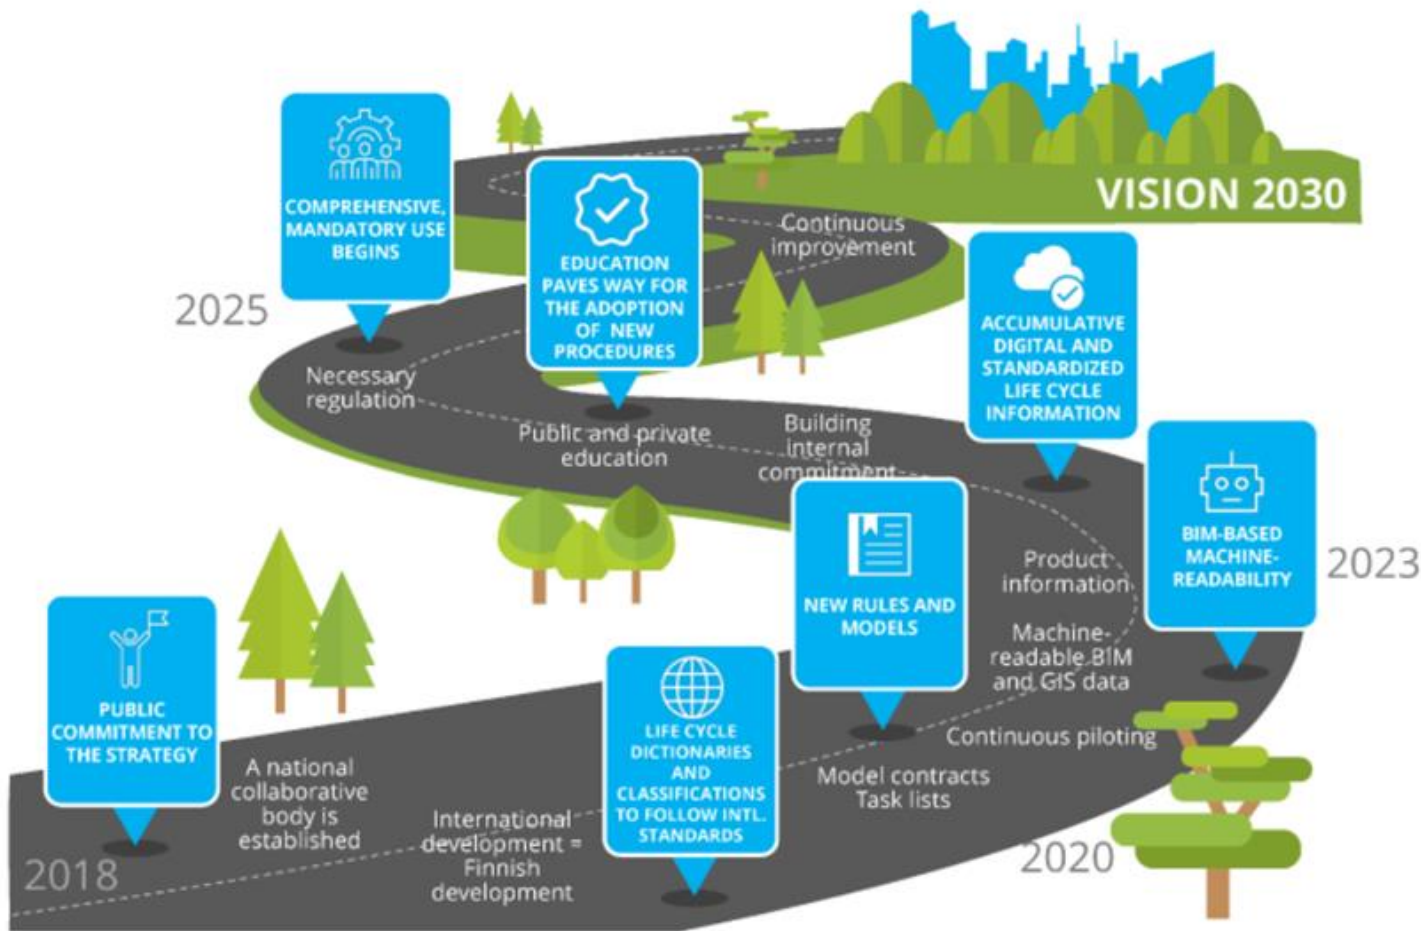 VISION 2030
COMPREHENSIVE,
MANDATORY USE
BEGINS
2025
EDUCATION
PAVES WAY FOR
THE ADOPTION
OF NEW
PROCEDURES
Continuous
improvement
ACCUMULATIVE
DIGITAL AND
STANDARDIZED
LIFE CYCLE
INFORMATION
Necessary
regulation
Public and private
education
Building
internal
commitment
BIM-BASED
MACHINE-
READABILITY
2023
NEW RULES AND
MODELS
Product
information
Machine-
readable BIM
and GIS data
Continuous piloting
PUBLIC
COMMITMENT TO
THE STRATEGY
A national
collaborative
body is
established
LIFE CYCLE
DICTIONARIES
AND
CLASSIFICATIONS
TO FOLLOW INTL.
STANDARDS
Model contracts
Task lists
International
development =
Finnish
development
2018
2020